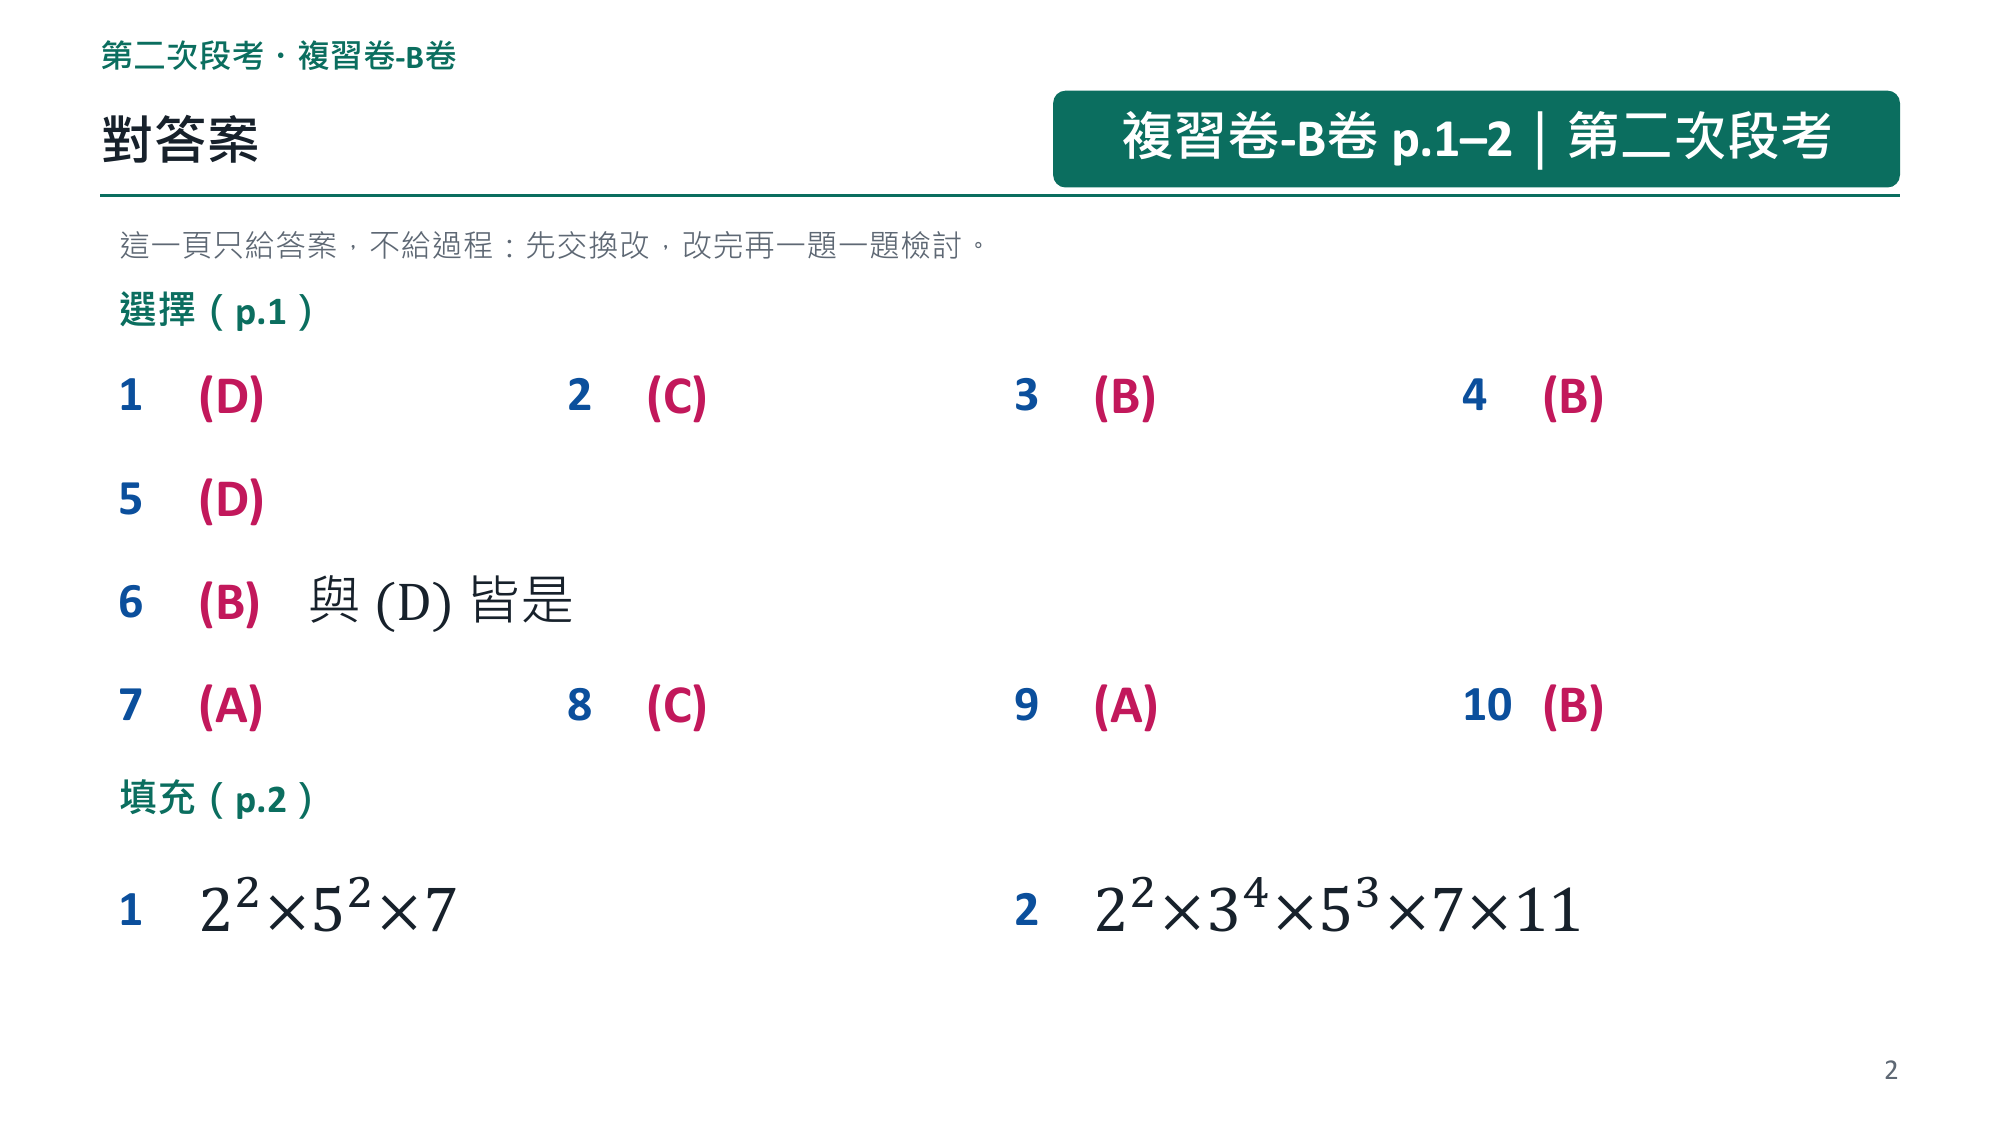 第二次段考・複習卷-B卷
對答案
複習卷-B卷 p.1–2｜第二次段考
這一頁只給答案，不給過程：先交換改，改完再一題一題檢討。
選擇（p.1）
1 (D) 2 (C) 3 (B) 4 (B)
5 (D)
6 (B) 與 (D) 皆是
7 (A) 8 (C) 9 (A) 10 (B)
填充（p.2）
1 2²×5²×7 2 2²×3⁴×5³×7×11
2